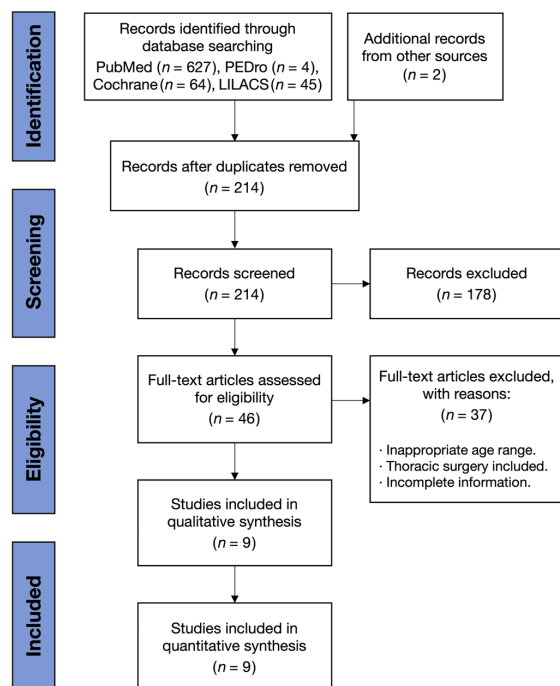 Identification
Records identified through
database searching
PubMed (n = 627), PEDro (n = 4),
Cochrane (n = 64), LILACS (n = 45)
Additional records
from other sources
(n = 2)
Records after duplicates removed
(n = 214)
Screening
Records screened
(n = 214)
Records excluded
(n = 178)
Eligibility
Full-text articles assessed
for eligibility
(n = 46)
Full-text articles excluded,
with reasons:
(n = 37)
· Inappropriate age range.
· Thoracic surgery included.
· Incomplete information.
Studies included in
qualitative synthesis
(n = 9)
Included
Studies included in
quantitative synthesis
(n = 9)